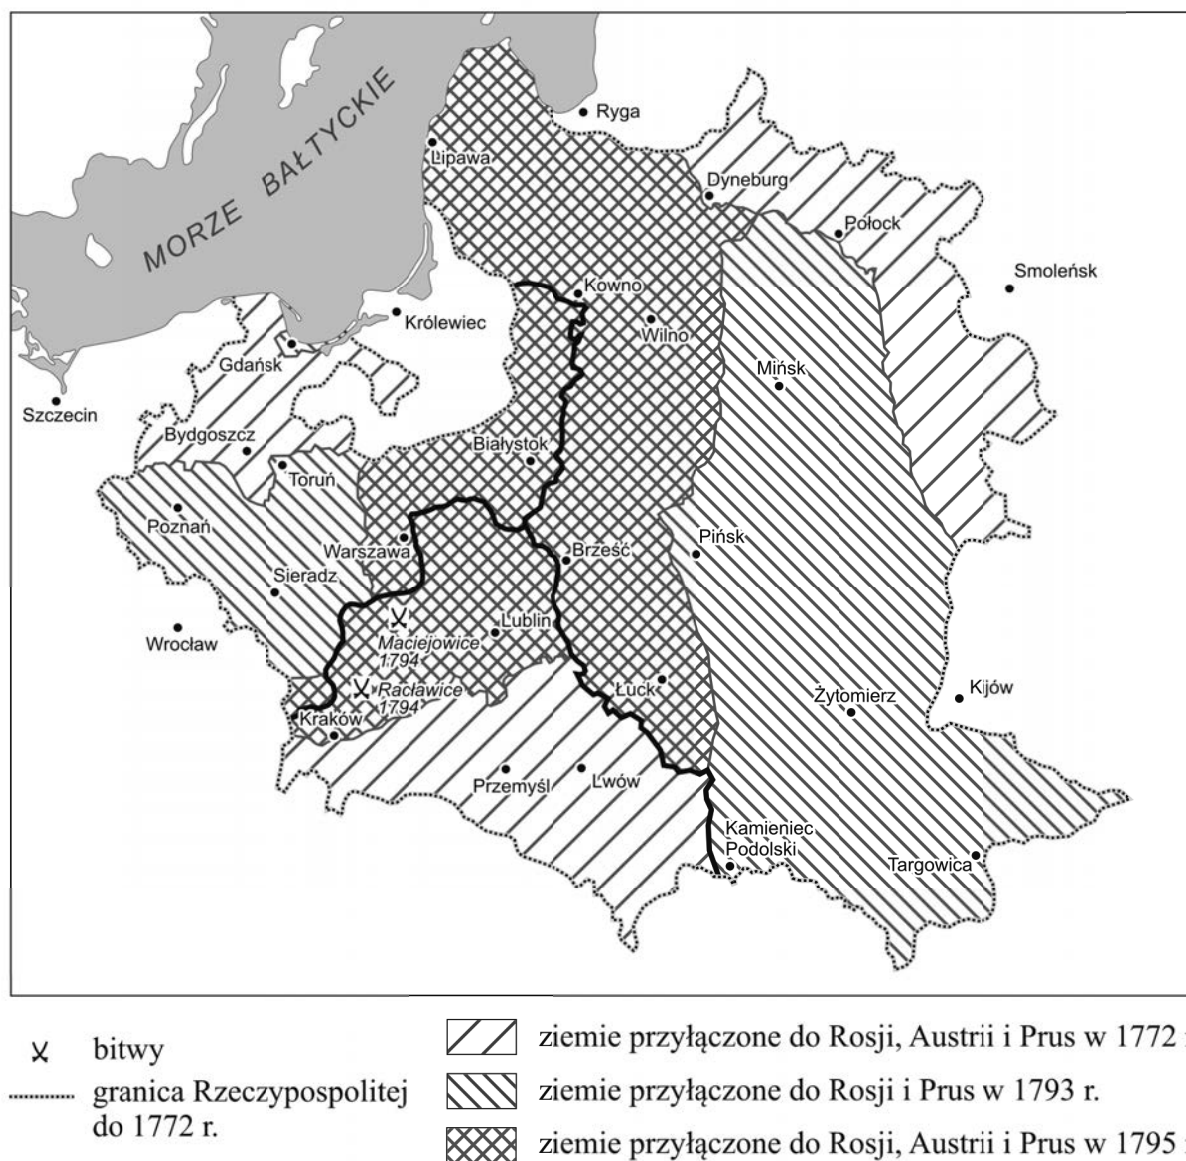 MORZE BAŁTYCKIE
Ryga
Lipawa
Dyneburg
Połock
Smoleńsk
Kowno
Królewiec
Wilno
Gdańsk
Mińsk
Szczecin
Bydgoszcz
Białystok
Toruń
Poznań
Warszawa
Brześć
Pińsk
Sieradz
Wrocław
Lublin
Maciejowice
1794
Racławice
1794
Łuck
Żytomierz
Kijów
Kraków
Przemyśl
Lwów
Kamieniec
Podolski
Targowica
bitwy
granica Rzeczypospolitej
do 1772 r.
ziemie przyłączone do Rosji, Austrii i Prus w 1772 r
ziemie przyłączone do Rosji i Prus w 1793 r.
ziemie przyłączone do Rosji, Austrii i Prus w 1795 r